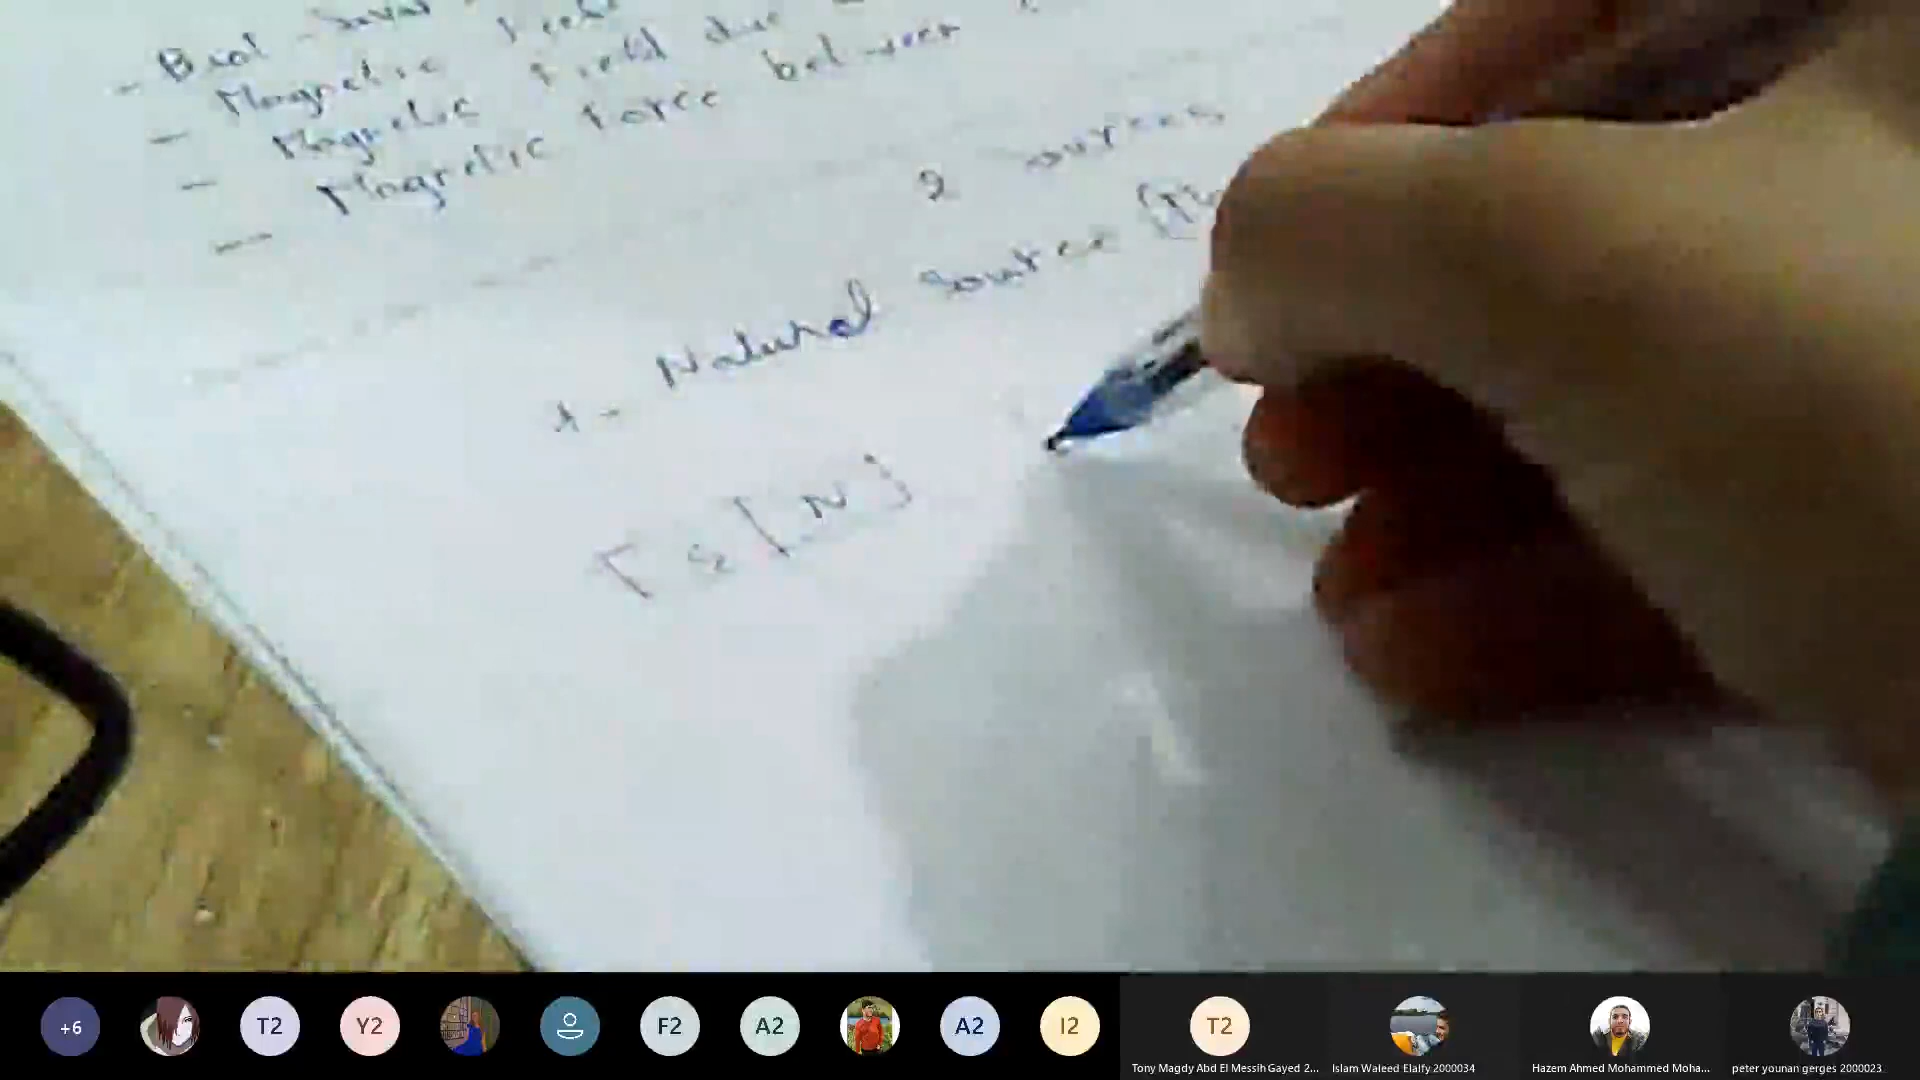 - Biot - Savat
- Magnetic Field
- Magnetic Field due
- Magnetic Force between
2 sources
1- Natural source
[S|N]
+6
T2
Y2
F2
A2
A2
I2
T2
Tony Magdy Abd El Messih Gayed 2...
Islam Waleed Elalfy 2000034
Hazem Ahmed Mohammed Moha...
peter younan gerges 2000023